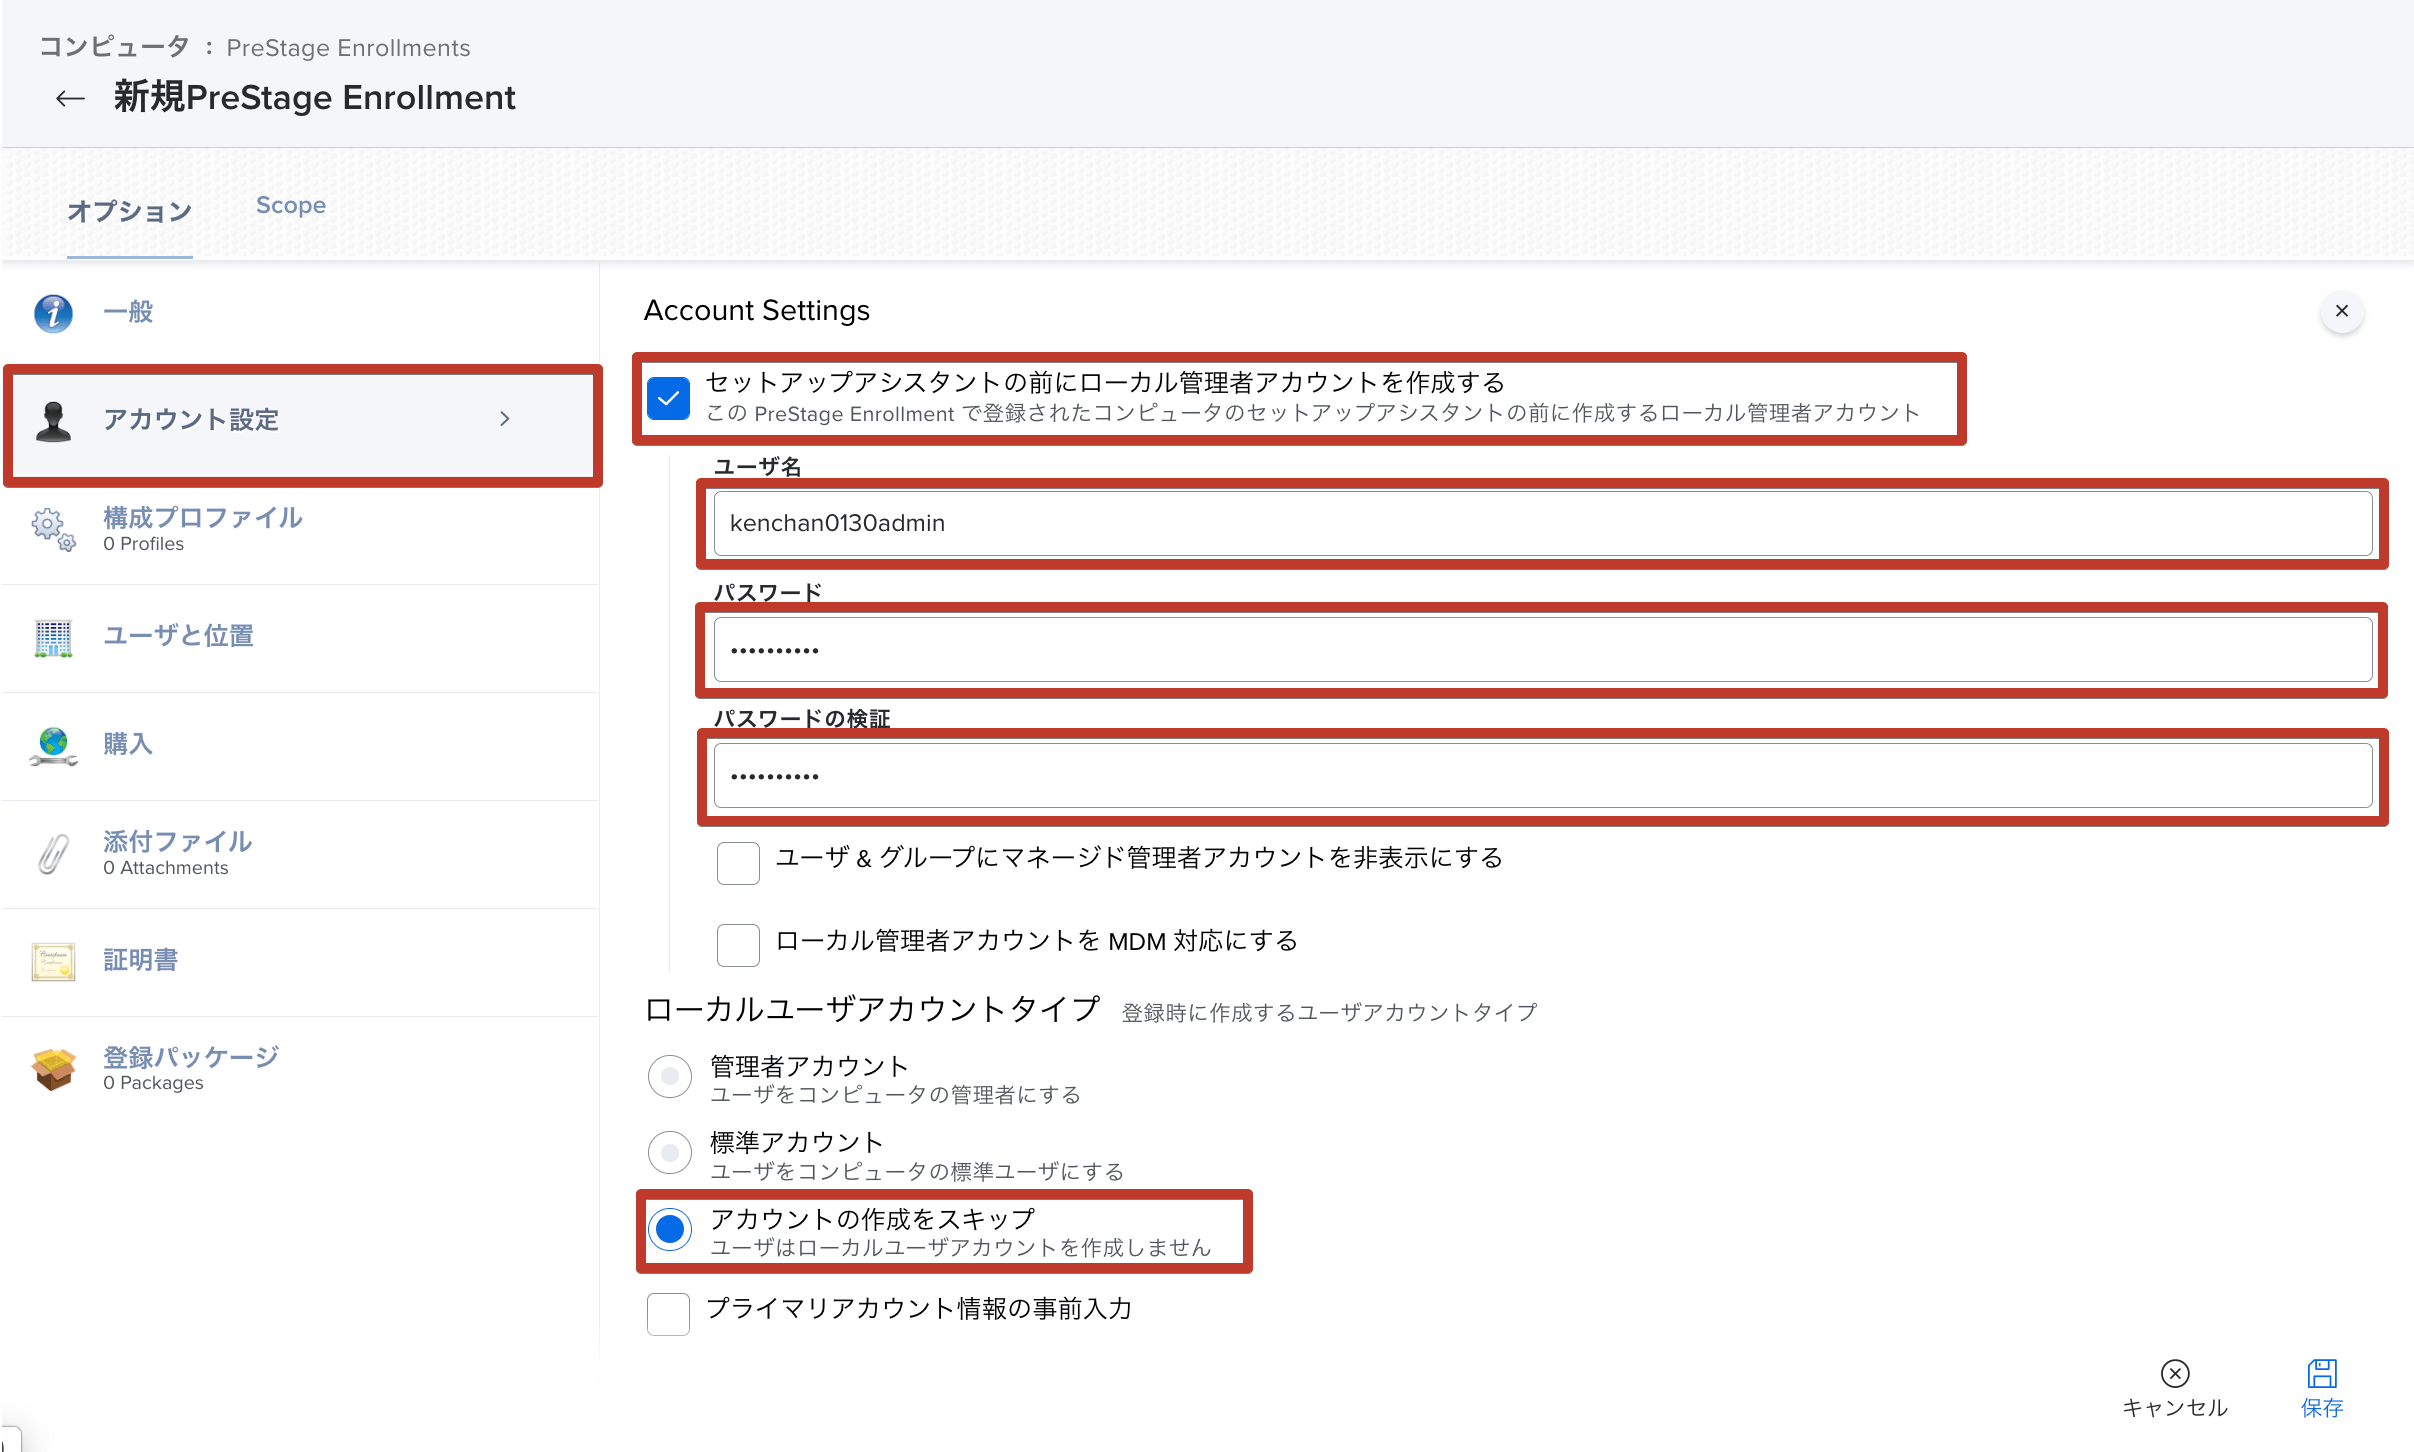 コンピュータ : PreStage Enrollments
← 新規PreStage Enrollment
オプション
Scope
一般
アカウント設定
構成プロファイル
0 Profiles
ユーザと位置
購入
添付ファイル
0 Attachments
証明書
登録パッケージ
0 Packages
Account Settings
セットアップアシスタントの前にローカル管理者アカウントを作成する
この PreStage Enrollment で登録されたコンピュータのセットアップアシスタントの前に作成するローカル管理者アカウント
ユーザ名
kenchan0130admin
パスワード
••••••••••
パスワードの検証
••••••••••
ユーザ & グループにマネージド管理者アカウントを非表示にする
ローカル管理者アカウントを MDM 対応にする
ローカルユーザアカウントタイプ 登録時に作成するユーザアカウントタイプ
管理者アカウント
ユーザをコンピュータの管理者にする
標準アカウント
ユーザをコンピュータの標準ユーザにする
アカウントの作成をスキップ
ユーザはローカルユーザアカウントを作成しません
プライマリアカウント情報の事前入力
キャンセル
保存